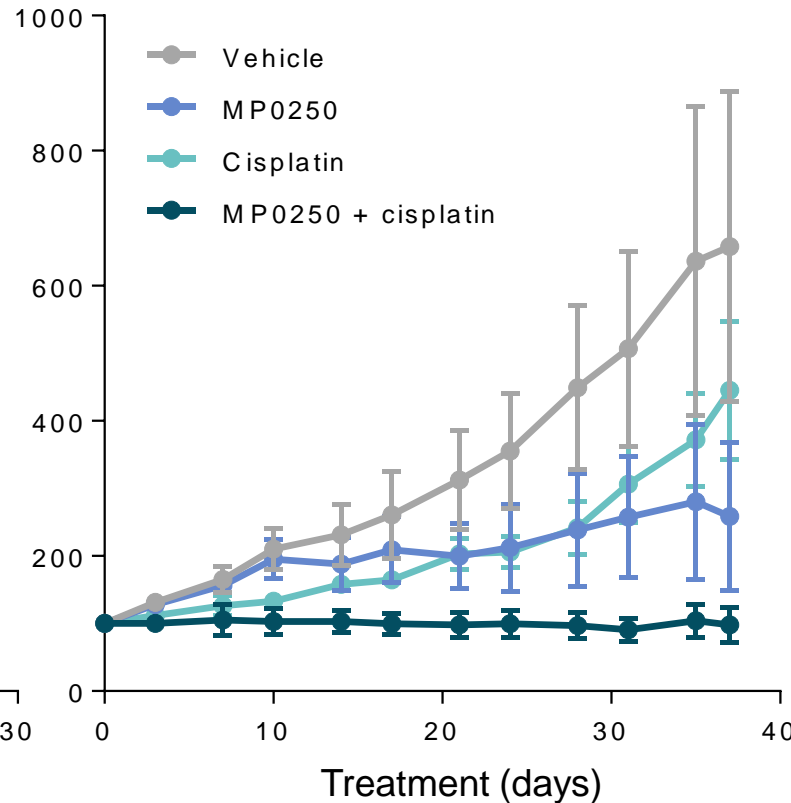 1000
Vehicle
MP0250
800
Cisplatin
MP0250 + cisplatin
600
400
200
0
30 0 10 20 30 40
Treatment (days)